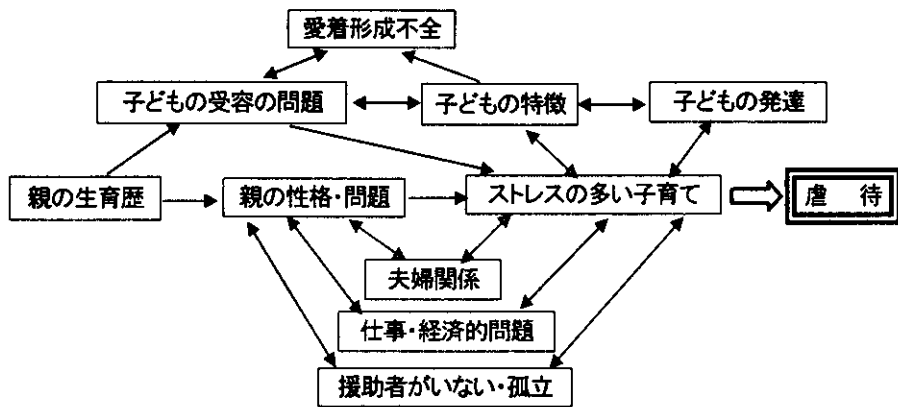 愛着形成不全
子どもの受容の問題
子どもの特徴
子どもの発達
親の生育歴
親の性格・問題
ストレスの多い子育て
虐 待
夫婦関係
仕事・経済的問題
援助者がいない・孤立